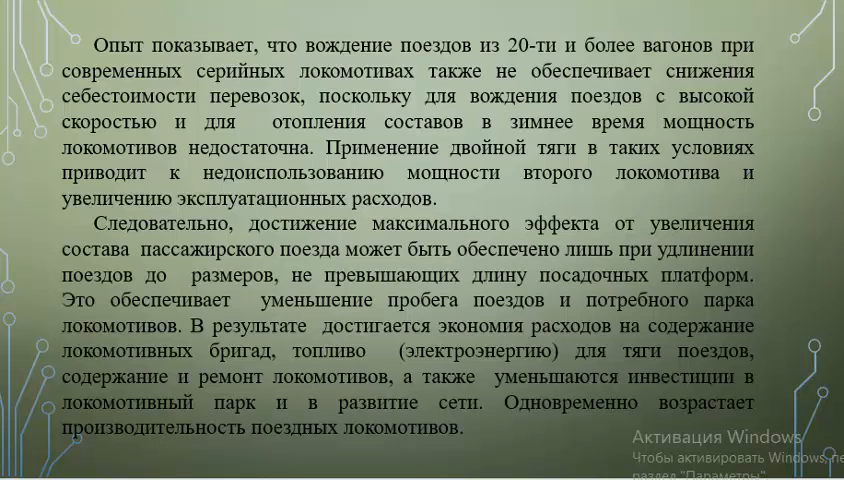 Опыт показывает, что вождение поездов из 20-ти и более вагонов при
современных серийных локомотивах также не обеспечивает снижения
себестоимости перевозок, поскольку для вождения поездов с высокой
скоростью и для отопления составов в зимнее время мощность
локомотивов недостаточна. Применение двойной тяги в таких условиях
приводит к недоиспользованию мощности второго локомотива и
увеличению эксплуатационных расходов.
Следовательно, достижение максимального эффекта от увеличения
состава пассажирского поезда может быть обеспечено лишь при удлинении
поездов до размеров, не превышающих длину посадочных платформ.
Это обеспечивает уменьшение пробега поездов и потребного парка
локомотивов. В результате достигается экономия расходов на содержание
локомотивных бригад, топливо (электроэнергию) для тяги поездов,
содержание и ремонт локомотивов, а также уменьшаются инвестиции в
локомотивный парк и в развитие сети. Одновременно возрастает
производительность поездных локомотивов.
Активация Windows
Чтобы активировать Windows, пе
раздел "Параметры".